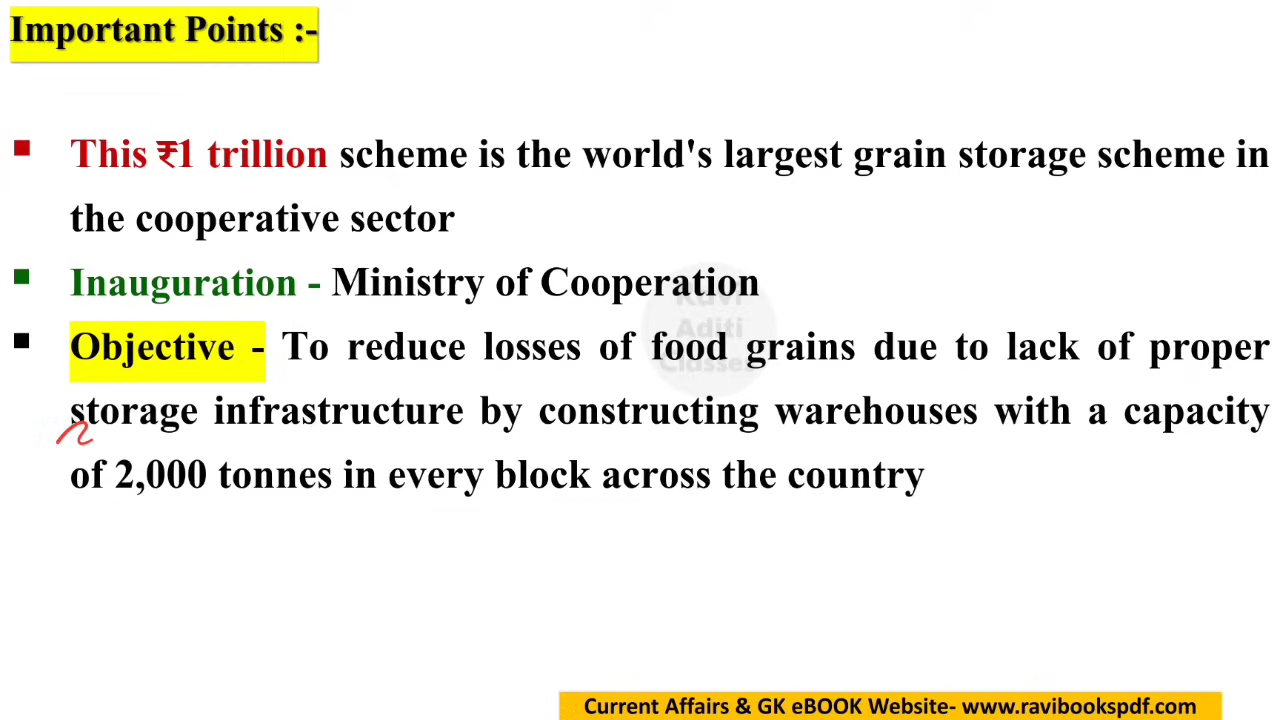 Important Points :-
▪ This ₹1 trillion scheme is the world's largest grain storage scheme in
the cooperative sector
▪ Inauguration - Ministry of Cooperation
▪ Objective - To reduce losses of food grains due to lack of proper
storage infrastructure by constructing warehouses with a capacity
of 2,000 tonnes in every block across the country
Ravi
Aditi
Classes
Current Affairs & GK eBOOK Website- www.ravibookspdf.com